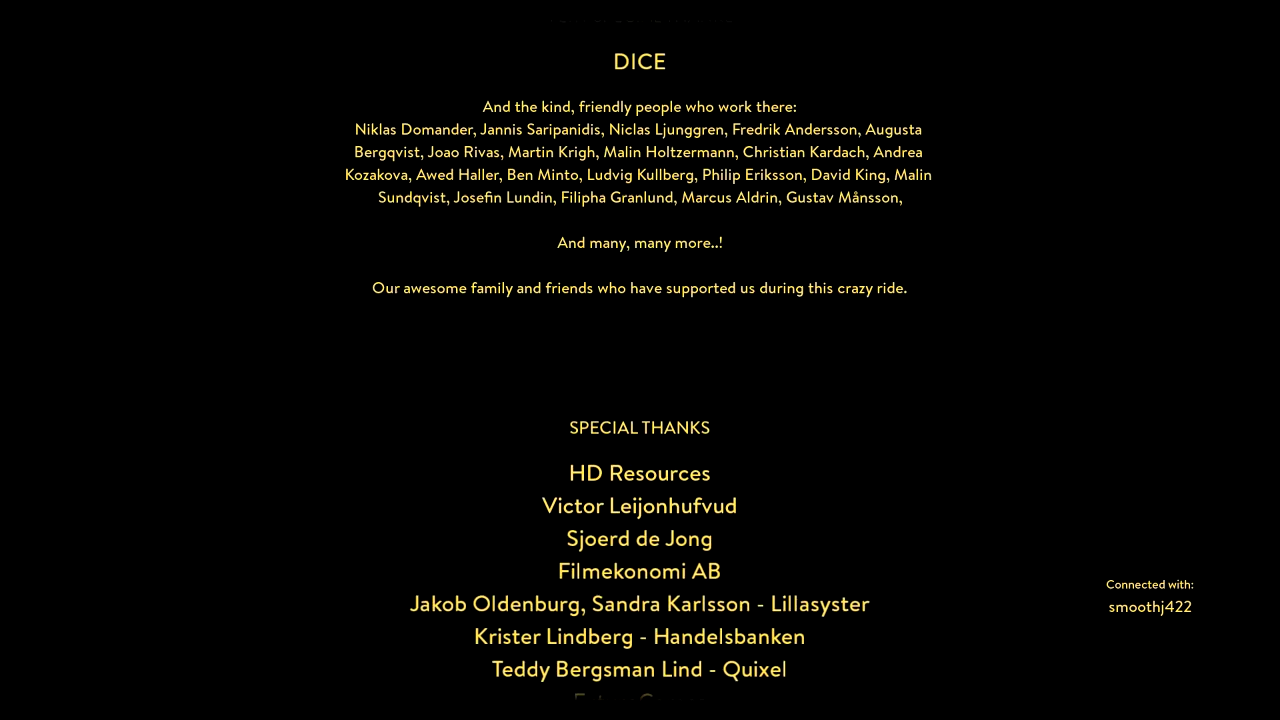 DICE
And the kind, friendly people who work there:
Niklas Domander, Jannis Saripanidis, Niclas Ljunggren, Fredrik Andersson, Augusta
Bergqvist, Joao Rivas, Martin Krigh, Malin Holtzermann, Christian Kardach, Andrea
Kozakova, Awed Haller, Ben Minto, Ludvig Kullberg, Philip Eriksson, David King, Malin
Sundqvist, Josefin Lundin, Filipha Granlund, Marcus Aldrin, Gustav Månsson,
And many, many more..!
Our awesome family and friends who have supported us during this crazy ride.
SPECIAL THANKS
HD Resources
Victor Leijonhufvud
Sjoerd de Jong
Filmekonomi AB
Jakob Oldenburg, Sandra Karlsson - Lillasyster
Krister Lindberg - Handelsbanken
Teddy Bergsman Lind - Quixel
Connected with:
smoothj422